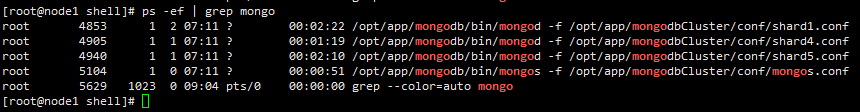 [root@node1 shell]# ps -ef | grep mongo
root 4853 1 2 07:11 ? 00:02:22 /opt/app/mongodb/bin/mongod -f /opt/app/mongodbCluster/conf/shard1.conf
root 4905 1 1 07:11 ? 00:01:19 /opt/app/mongodb/bin/mongod -f /opt/app/mongodbCluster/conf/shard4.conf
root 4940 1 1 07:11 ? 00:02:10 /opt/app/mongodb/bin/mongod -f /opt/app/mongodbCluster/conf/shard5.conf
root 5104 1 0 07:11 ? 00:00:51 /opt/app/mongodb/bin/mongos -f /opt/app/mongodbCluster/conf/mongos.conf
root 5629 1023 0 09:04 pts/0 00:00:00 grep --color=auto mongo
[root@node1 shell]#